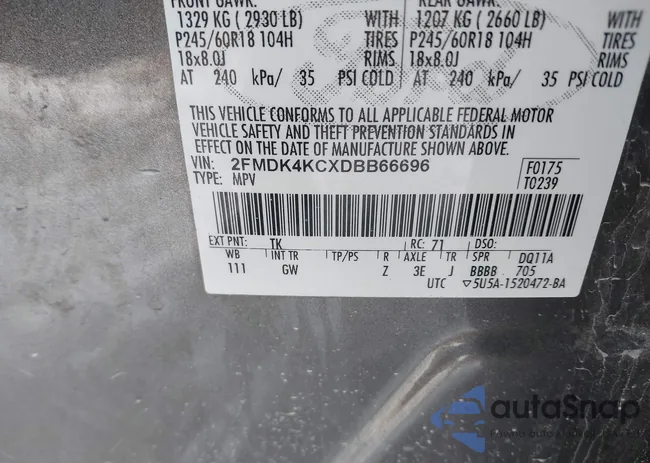 FRONT GAWR: REAR GAWR:
1329 KG ( 2930 LB) WITH 1207 KG ( 2660 LB) WITH
P245/60R18 104H TIRES P245/60R18 104H TIRES
18x8.0J RIMS 18x8.0J RIMS
AT 240 kPa/ 35 PSI COLD AT 240 kPa/ 35 PSI COLD
THIS VEHICLE CONFORMS TO ALL APPLICABLE FEDERAL MOTOR
VEHICLE SAFETY AND THEFT PREVENTION STANDARDS IN
EFFECT ON THE DATE OF MANUFACTURE SHOWN ABOVE.
VIN: 2FMDK4KCXDBB66696 F0175
TYPE: MPV T0239
EXT PNT: TK RC: 71 DSO:
WB INT TR TP/PS R AXLE TR SPR DQ11A
111 GW Z 3E J BBBB 705
UTC ▽5U5A-1520472-BA
autoSnap